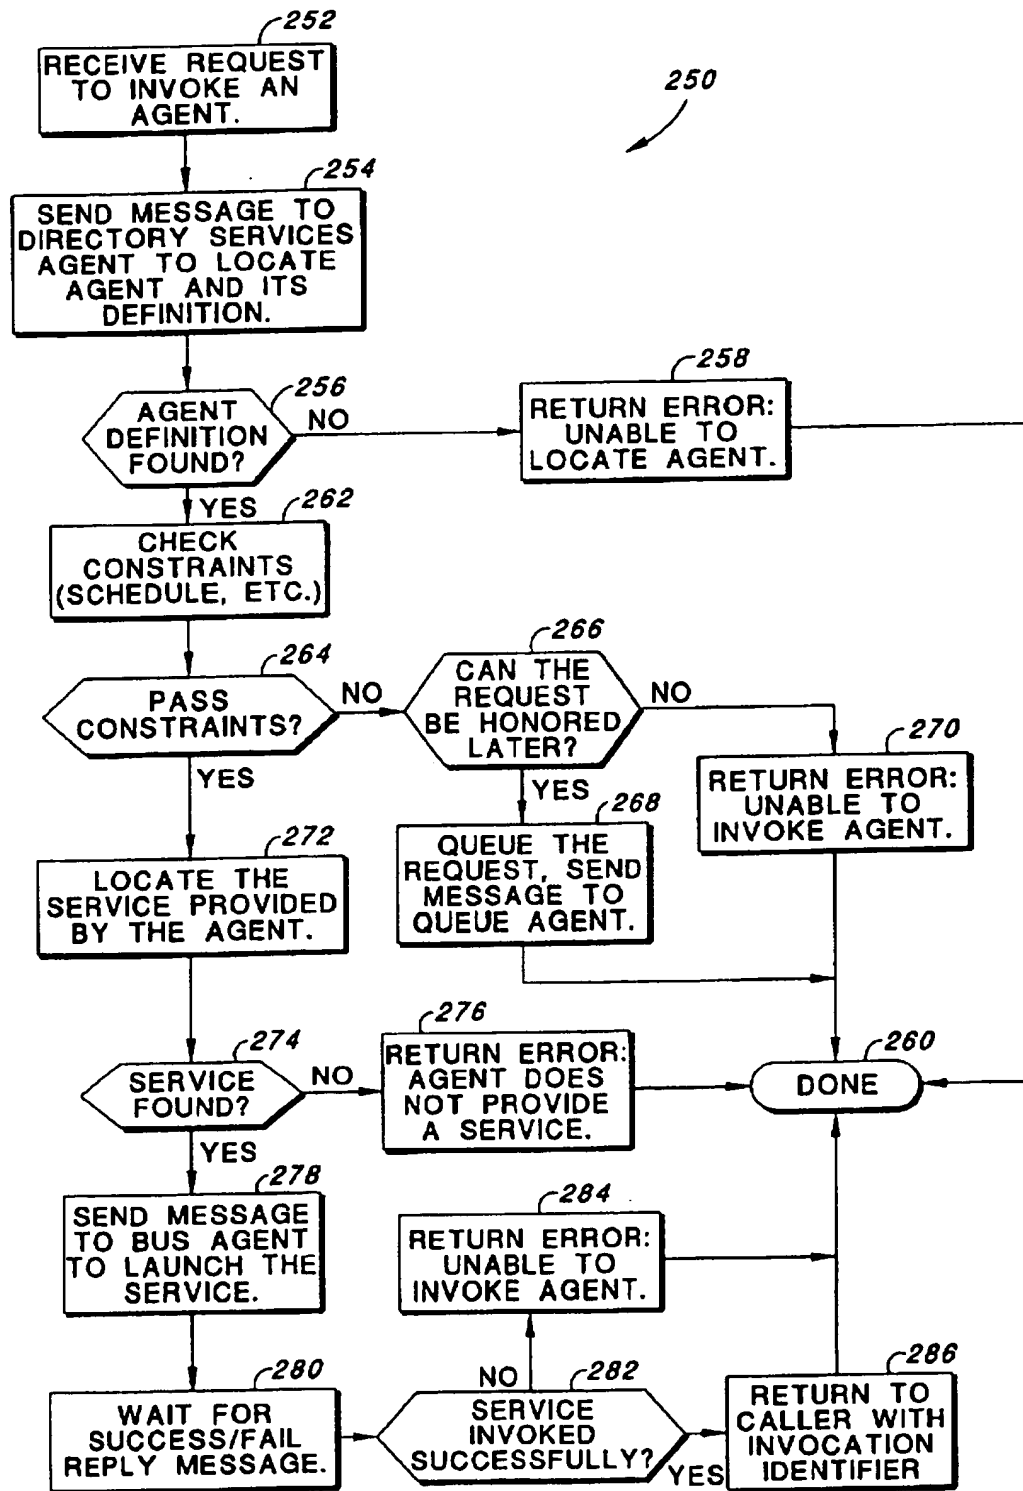 252
RECEIVE REQUEST
TO INVOKE AN
AGENT.
250
254
SEND MESSAGE TO
DIRECTORY SERVICES
AGENT TO LOCATE
AGENT AND ITS
DEFINITION.
256
AGENT
DEFINITION
FOUND?
NO
258
RETURN ERROR:
UNABLE TO
LOCATE AGENT.
YES
262
CHECK
CONSTRAINTS
(SCHEDULE, ETC.)
264
PASS
CONSTRAINTS?
NO
266
CAN THE
REQUEST
BE HONORED
LATER?
NO
270
RETURN ERROR:
UNABLE TO
INVOKE AGENT.
YES
268
QUEUE THE
REQUEST, SEND
MESSAGE TO
QUEUE AGENT.
YES
272
LOCATE THE
SERVICE PROVIDED
BY THE AGENT.
274
SERVICE
FOUND?
NO
276
RETURN ERROR:
AGENT DOES
NOT PROVIDE
A SERVICE.
260
DONE
YES
278
SEND MESSAGE
TO BUS AGENT
TO LAUNCH THE
SERVICE.
284
RETURN ERROR:
UNABLE TO
INVOKE AGENT.
280
WAIT FOR
SUCCESS/FAIL
REPLY MESSAGE.
NO
282
SERVICE
INVOKED
SUCCESSFULLY?
YES
286
RETURN TO
CALLER WITH
INVOCATION
IDENTIFIER